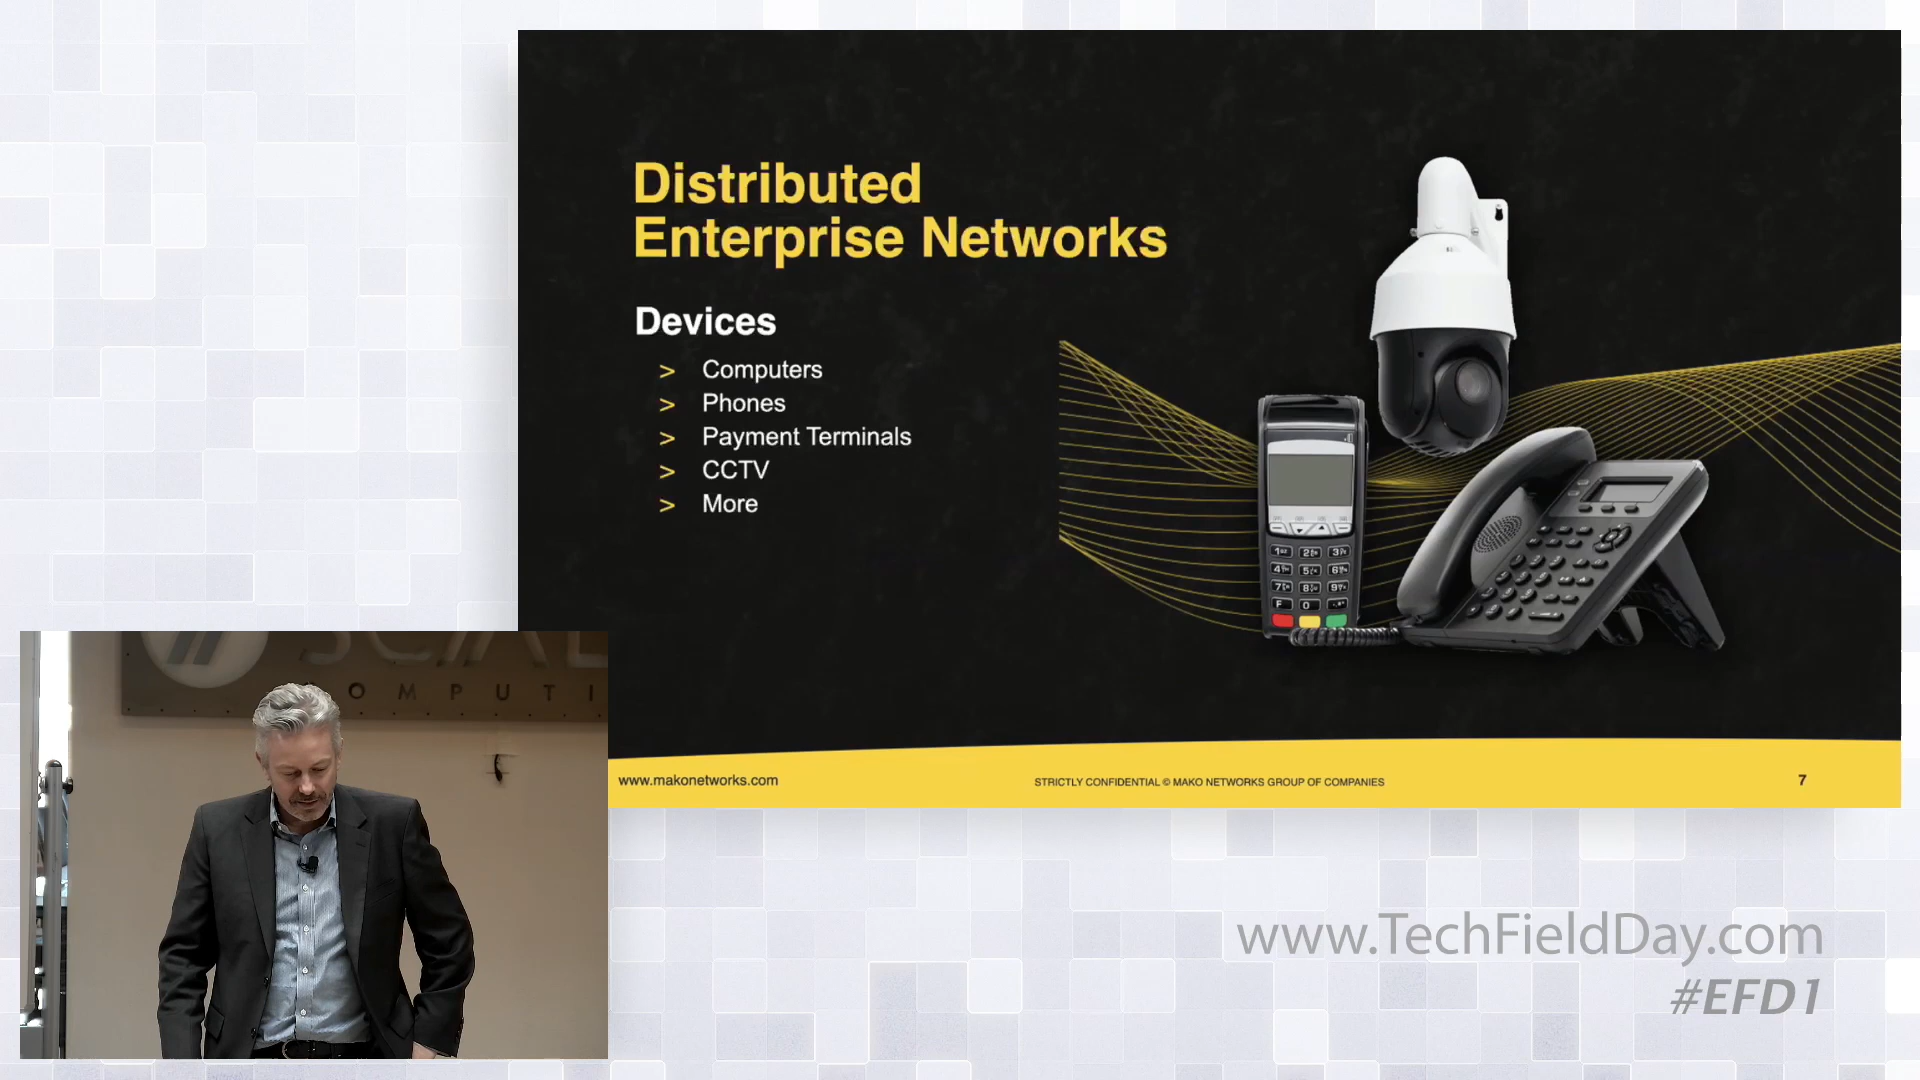 Distributed
Enterprise Networks
Devices
> Computers
> Phones
> Payment Terminals
> CCTV
> More
www.makonetworks.com
STRICTLY CONFIDENTIAL © MAKO NETWORKS GROUP OF COMPANIES
7
COMPUTI
www.TechFieldDay.com
#EFD1